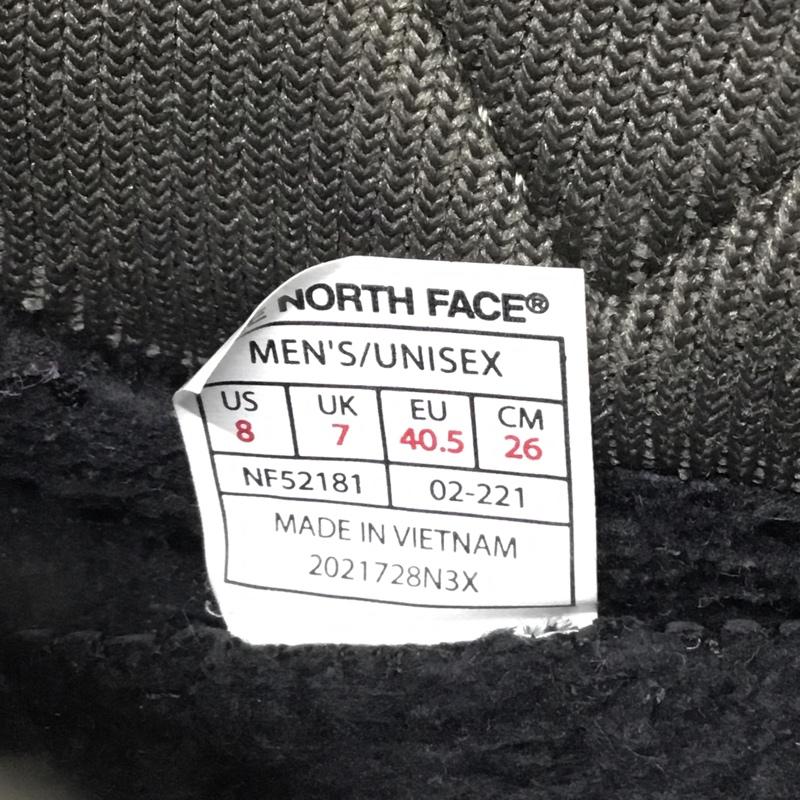 NORTH FACE®
MEN'S/UNISEX
US UK EU CM
8 7 40.5 26
NF52181 02-221
MADE IN VIETNAM
2021728N3X